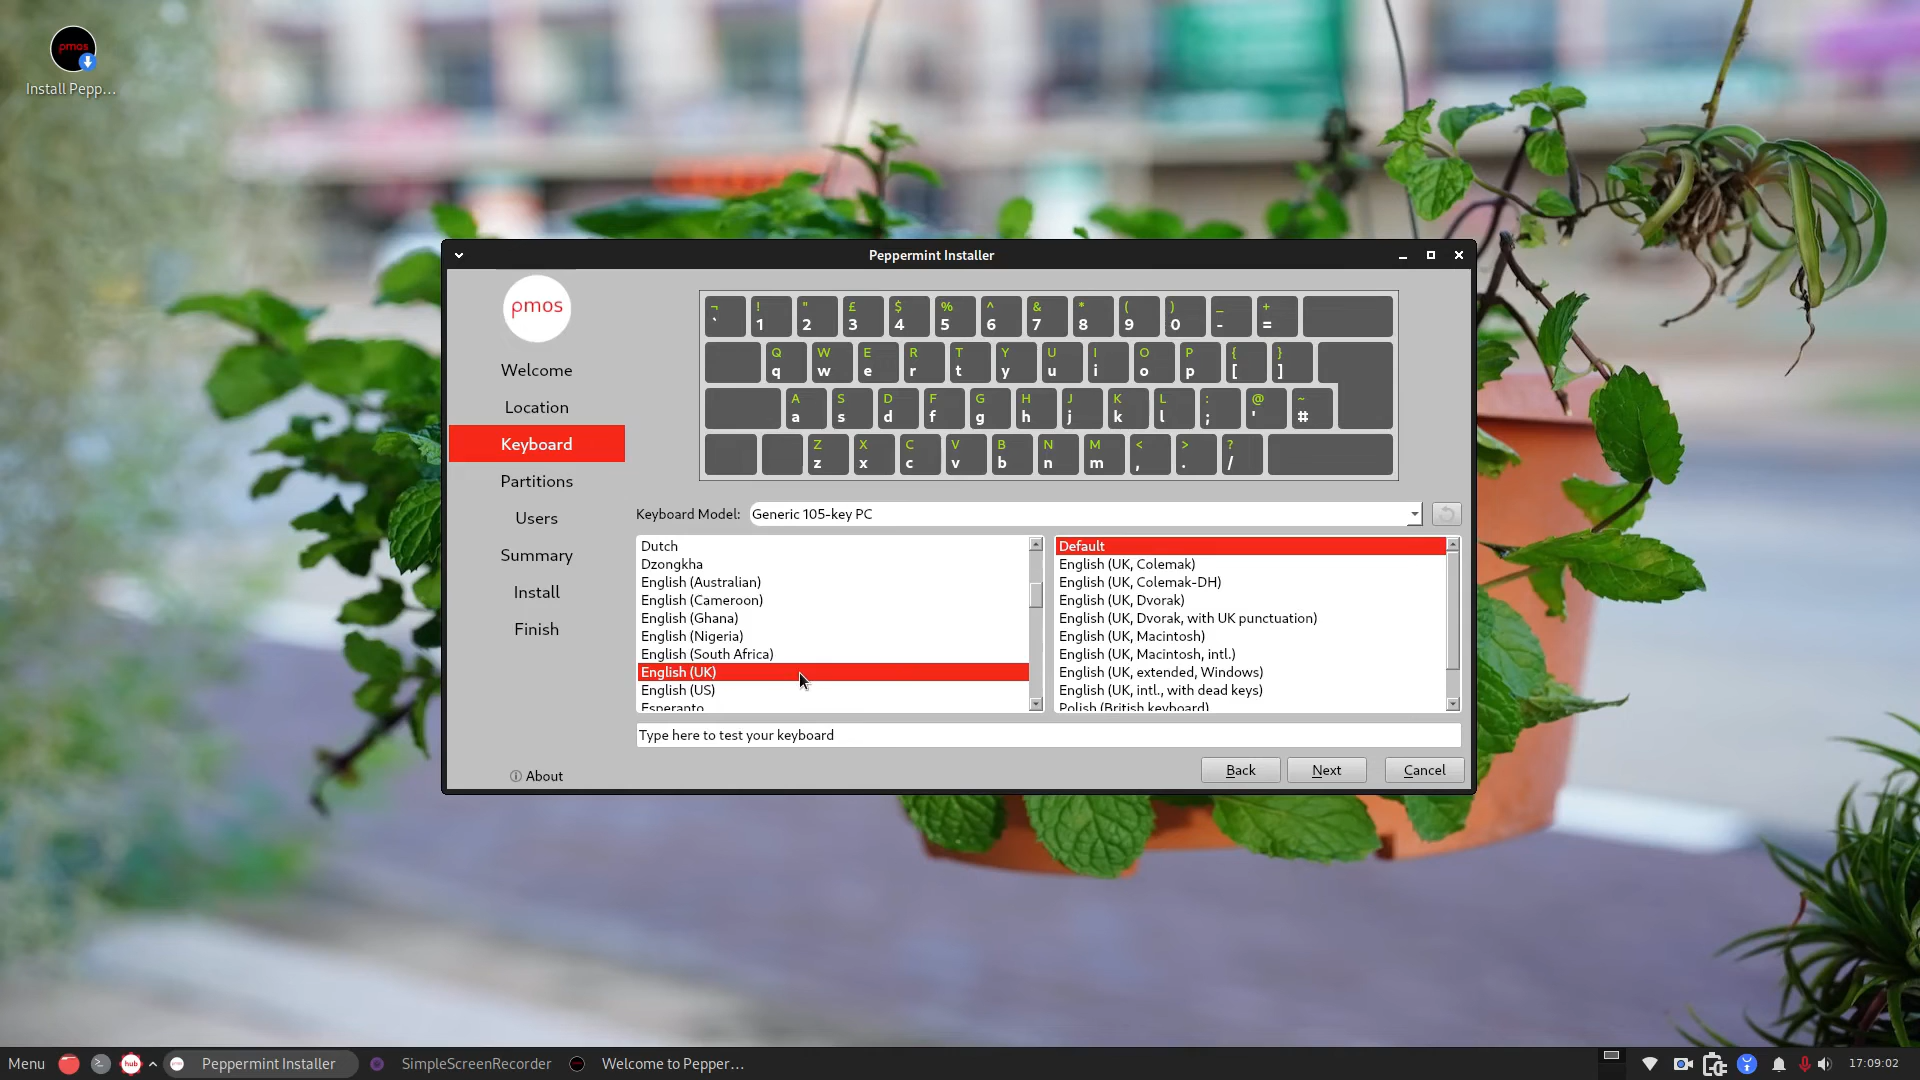 pmos
Install Pepp...
Peppermint Installer
pmos
Welcome
Location
Keyboard
Partitions
Users
Summary
Install
Finish
About
¬ ! " £ $ % ^ & * ( ) _ +
` 1 2 3 4 5 6 7 8 9 0 - =
Q W E R T Y U I O P { }
q w e r t y u i o p [ ]
A S D F G H J K L : @ ~
a s d f g h j k l ; ' #
Z X C V B N M < > ?
z x c v b n m , . /
Keyboard Model: Generic 105-key PC
Dutch
Dzongkha
English (Australian)
English (Cameroon)
English (Ghana)
English (Nigeria)
English (South Africa)
English (UK)
English (US)
Esperanto
Default
English (UK, Colemak)
English (UK, Colemak-DH)
English (UK, Dvorak)
English (UK, Dvorak, with UK punctuation)
English (UK, Macintosh)
English (UK, Macintosh, intl.)
English (UK, extended, Windows)
English (UK, intl., with dead keys)
Polish (British keyboard)
Type here to test your keyboard
Back Next Cancel
Menu hub Peppermint Installer SimpleScreenRecorder Welcome to Pepper... 17:09:02